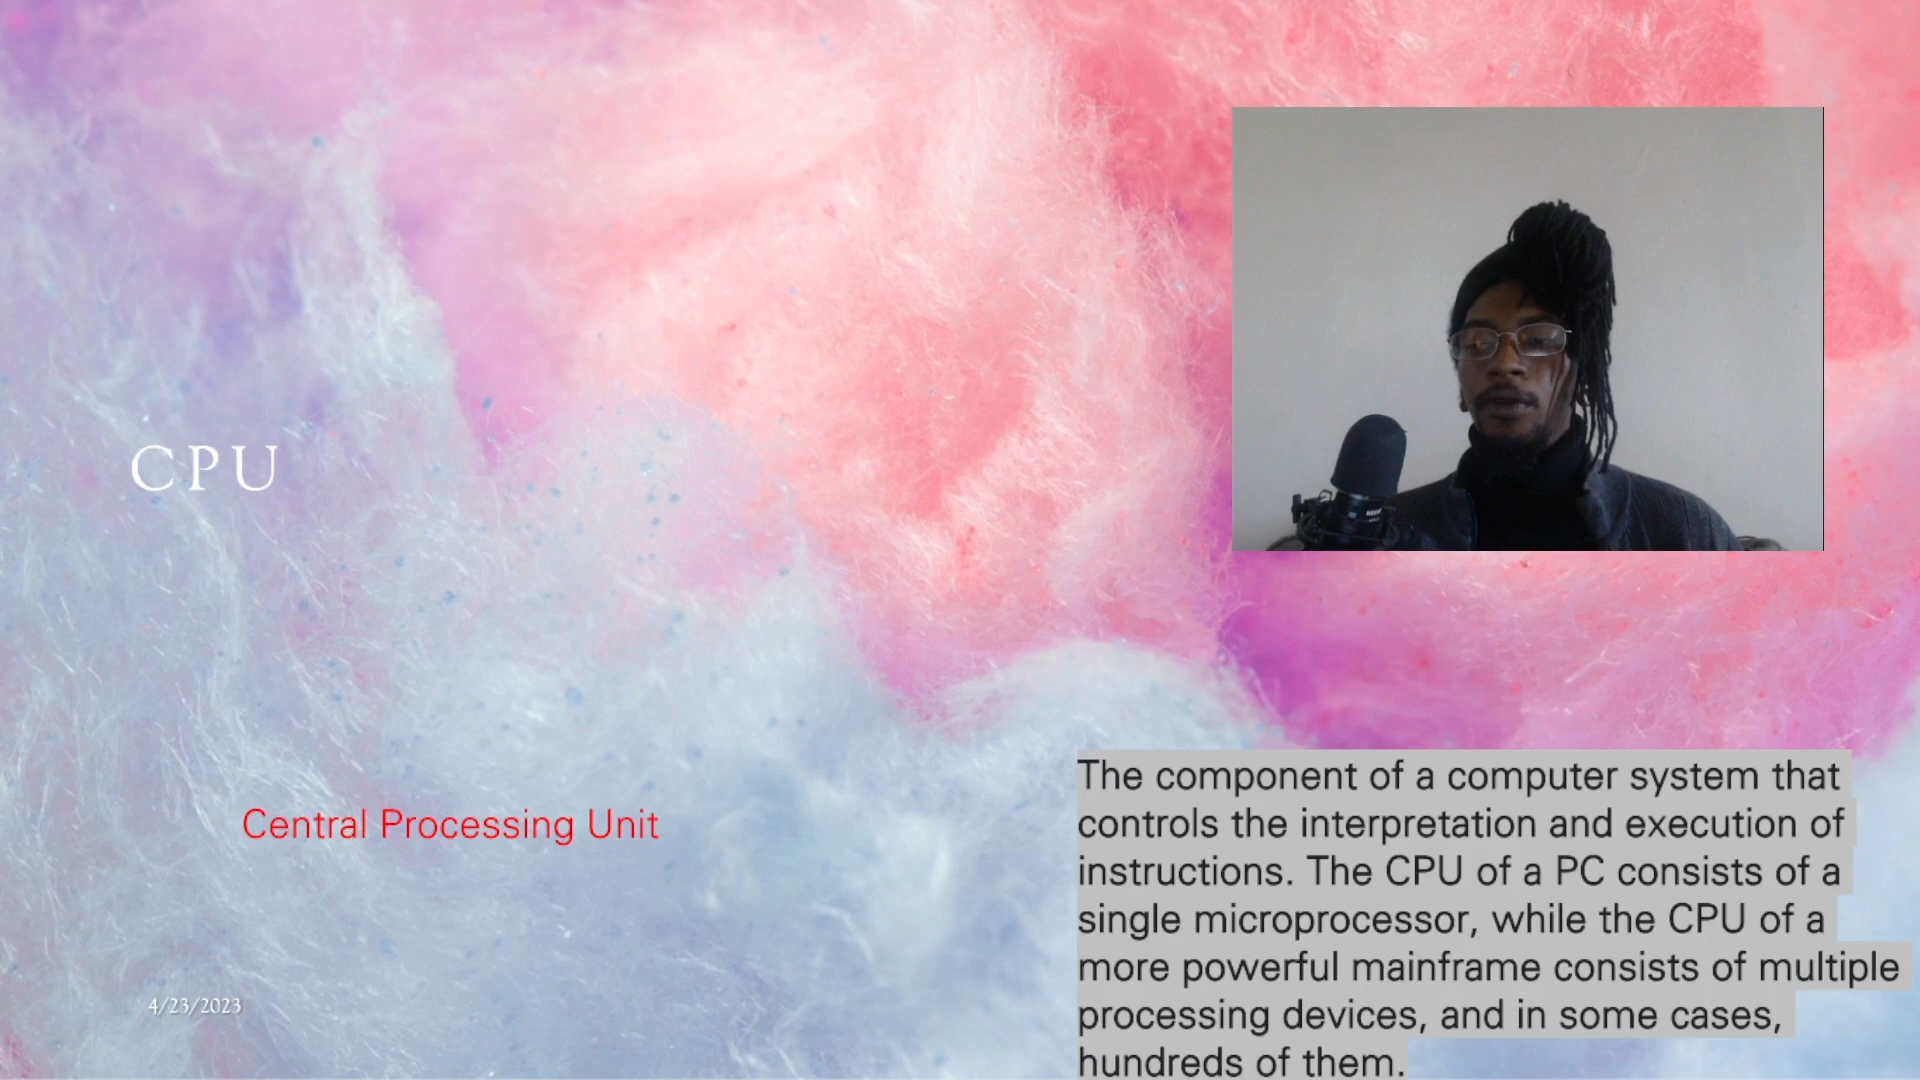 CPU
Central Processing Unit
4/23/2023
The component of a computer system that
controls the interpretation and execution of
instructions. The CPU of a PC consists of a
single microprocessor, while the CPU of a
more powerful mainframe consists of multiple
processing devices, and in some cases,
hundreds of them.